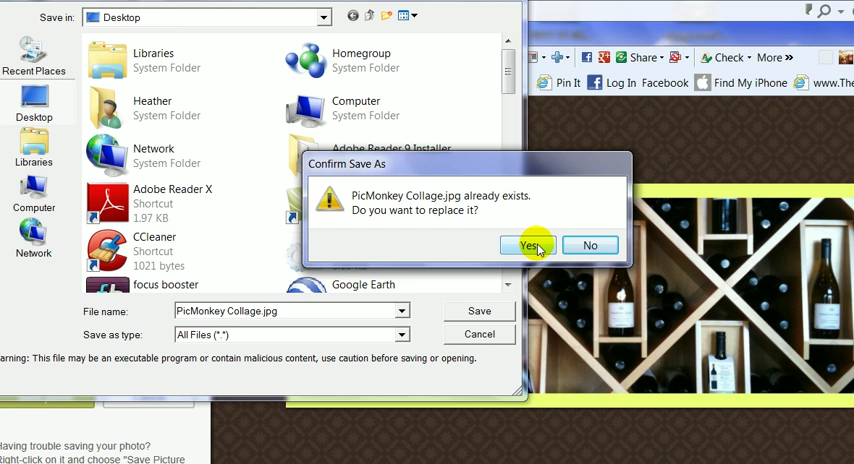 Save in:
Desktop
Share
Check
More »
Pin It
Log In
Facebook
Find My iPhone
www.The
Recent Places
Desktop
Libraries
Computer
Network
Libraries
System Folder
Homegroup
System Folder
Heather
System Folder
Computer
System Folder
Network
System Folder
Adobe Reader 9 Installer
Adobe Reader X
Shortcut
1.97 KB
CCleaner
Shortcut
1021 bytes
focus booster
Google Earth
Confirm Save As
PicMonkey Collage.jpg already exists.
Do you want to replace it?
Yes
No
File name:
PicMonkey Collage.jpg
Save
Save as type:
All Files (*.*)
Cancel
arning: This file may be an executable program or contain malicious content, use caution before saving or opening.
Having trouble saving your photo?
Right-click on it and choose "Save Picture